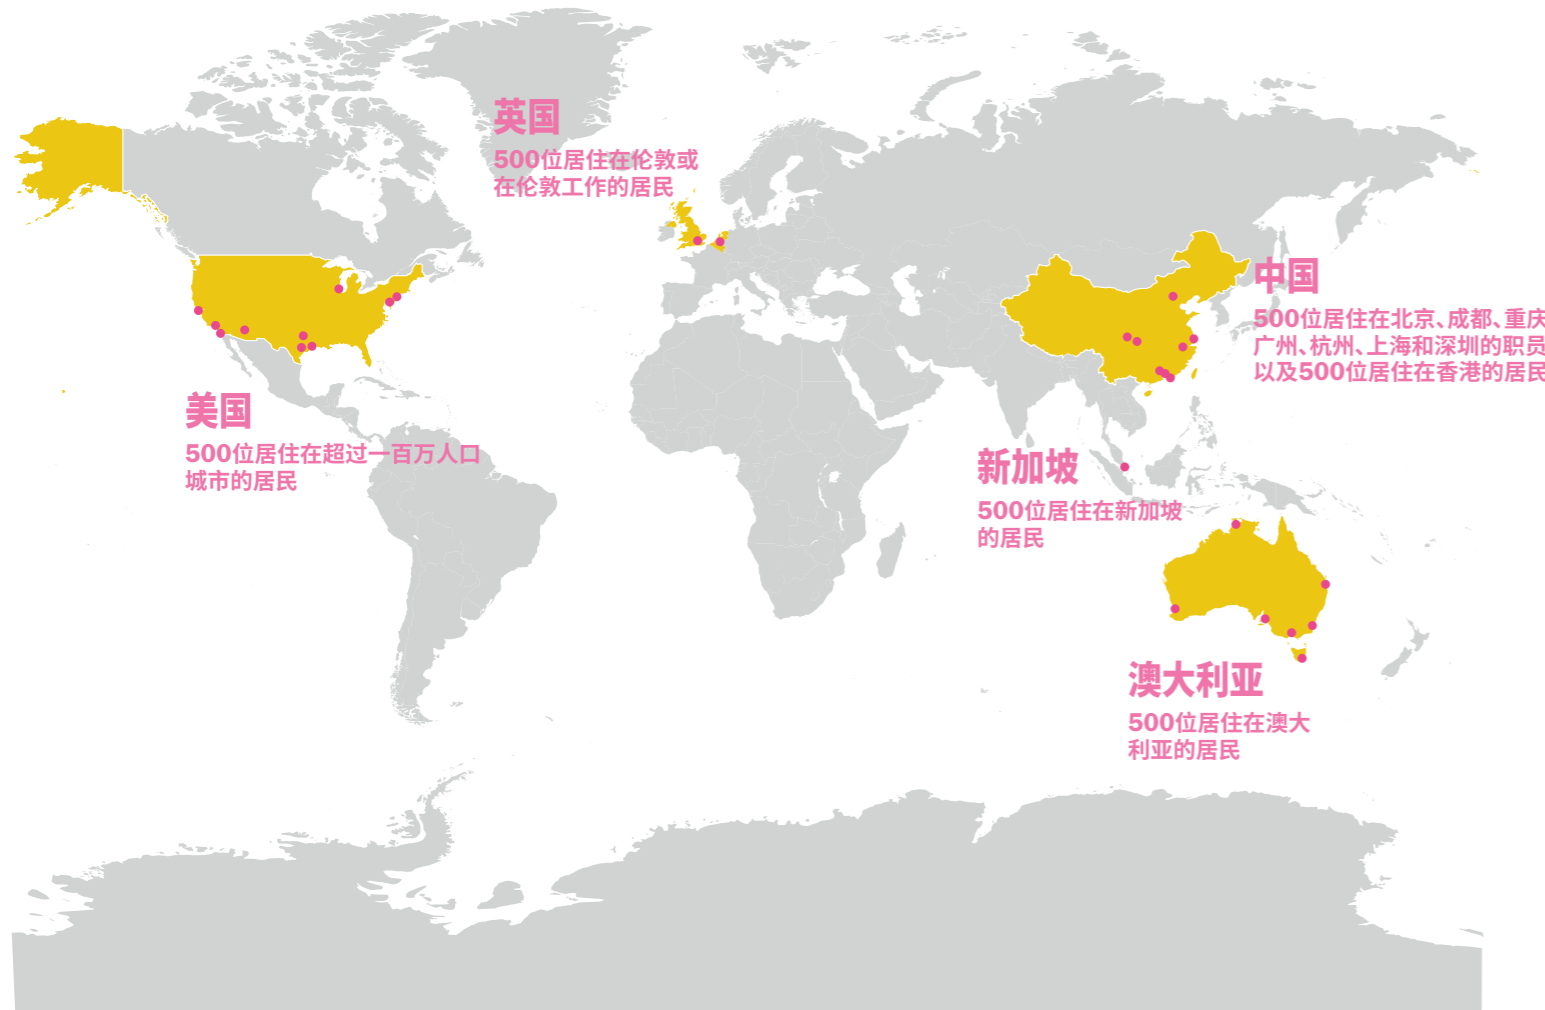 英国
500位居住在伦敦或
在伦敦工作的居民
中国
500位居住在北京、成都、重庆
广州、杭州、上海和深圳的职员
以及500位居住在香港的居民
美国
500位居住在超过一百万人口
城市的居民
新加坡
500位居住在新加坡
的居民
澳大利亚
500位居住在澳大
利亚的居民